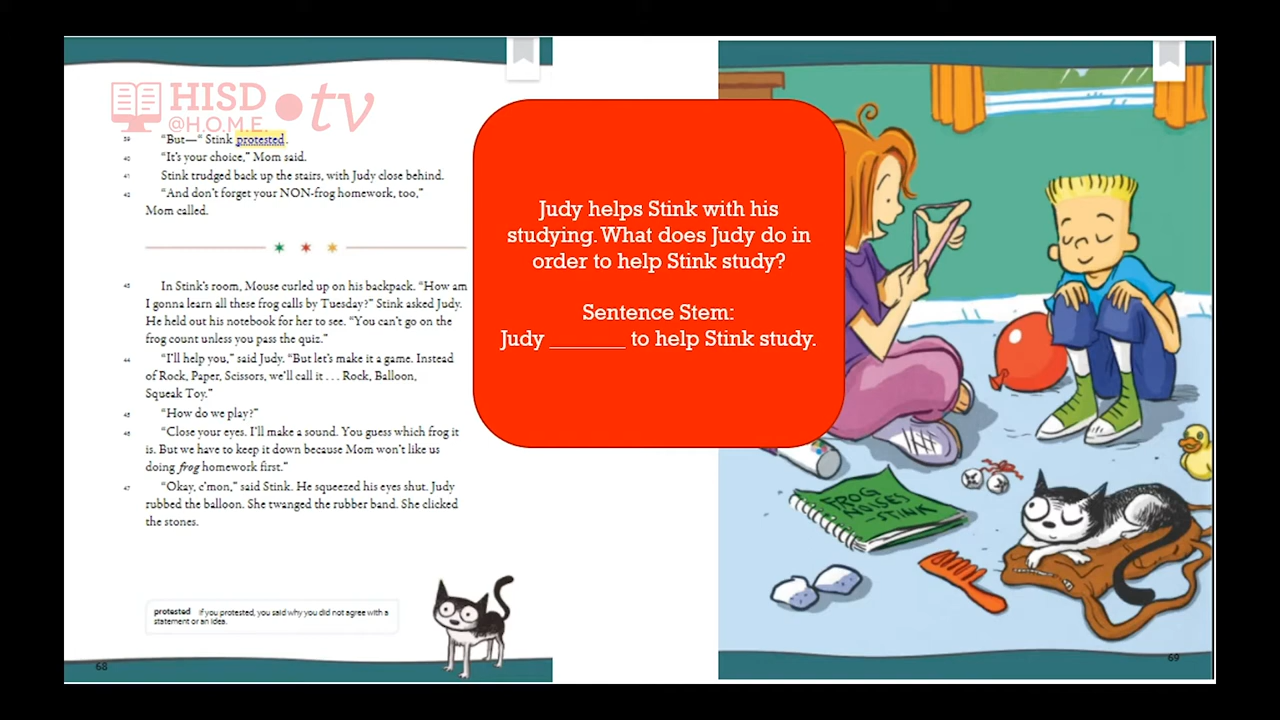 HISD
@H.O.M.E.
tv
39 “But—” Stink protested.
40 “It’s your choice,” Mom said.
41 Stink trudged back up the stairs, with Judy close behind.
42 “And don’t forget your NON-frog homework, too,”
Mom called.
43 In Stink’s room, Mouse curled up on his backpack. “How am
I gonna learn all these frog calls by Tuesday?” Stink asked Judy.
He held out his notebook for her to see. “You can’t go on the
frog count unless you pass the quiz.”
44 “I’ll help you,” said Judy. “But let’s make it a game. Instead
of Rock, Paper, Scissors, we’ll call it . . . Rock, Balloon,
Squeak Toy.”
45 “How do we play?”
46 “Close your eyes. I’ll make a sound. You guess which frog it
is. But we have to keep it down because Mom won’t like us
doing frog homework first.”
47 “Okay, c’mon,” said Stink. He squeezed his eyes shut. Judy
rubbed the balloon. She twanged the rubber band. She clicked
the stones.
protested If you protested, you said why you did not agree with a
statement or an idea.
68
Judy helps Stink with his
studying. What does Judy do in
order to help Stink study?
Sentence Stem:
Judy _______ to help Stink study.
FROG
NOISES
–STINK
69